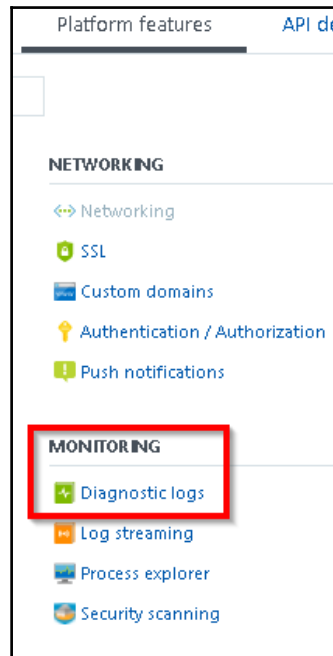 Platform features API de
NETWORKING
Networking
SSL
Custom domains
Authentication / Authorization
Push notifications
MONITORING
Diagnostic logs
Log streaming
Process explorer
Security scanning